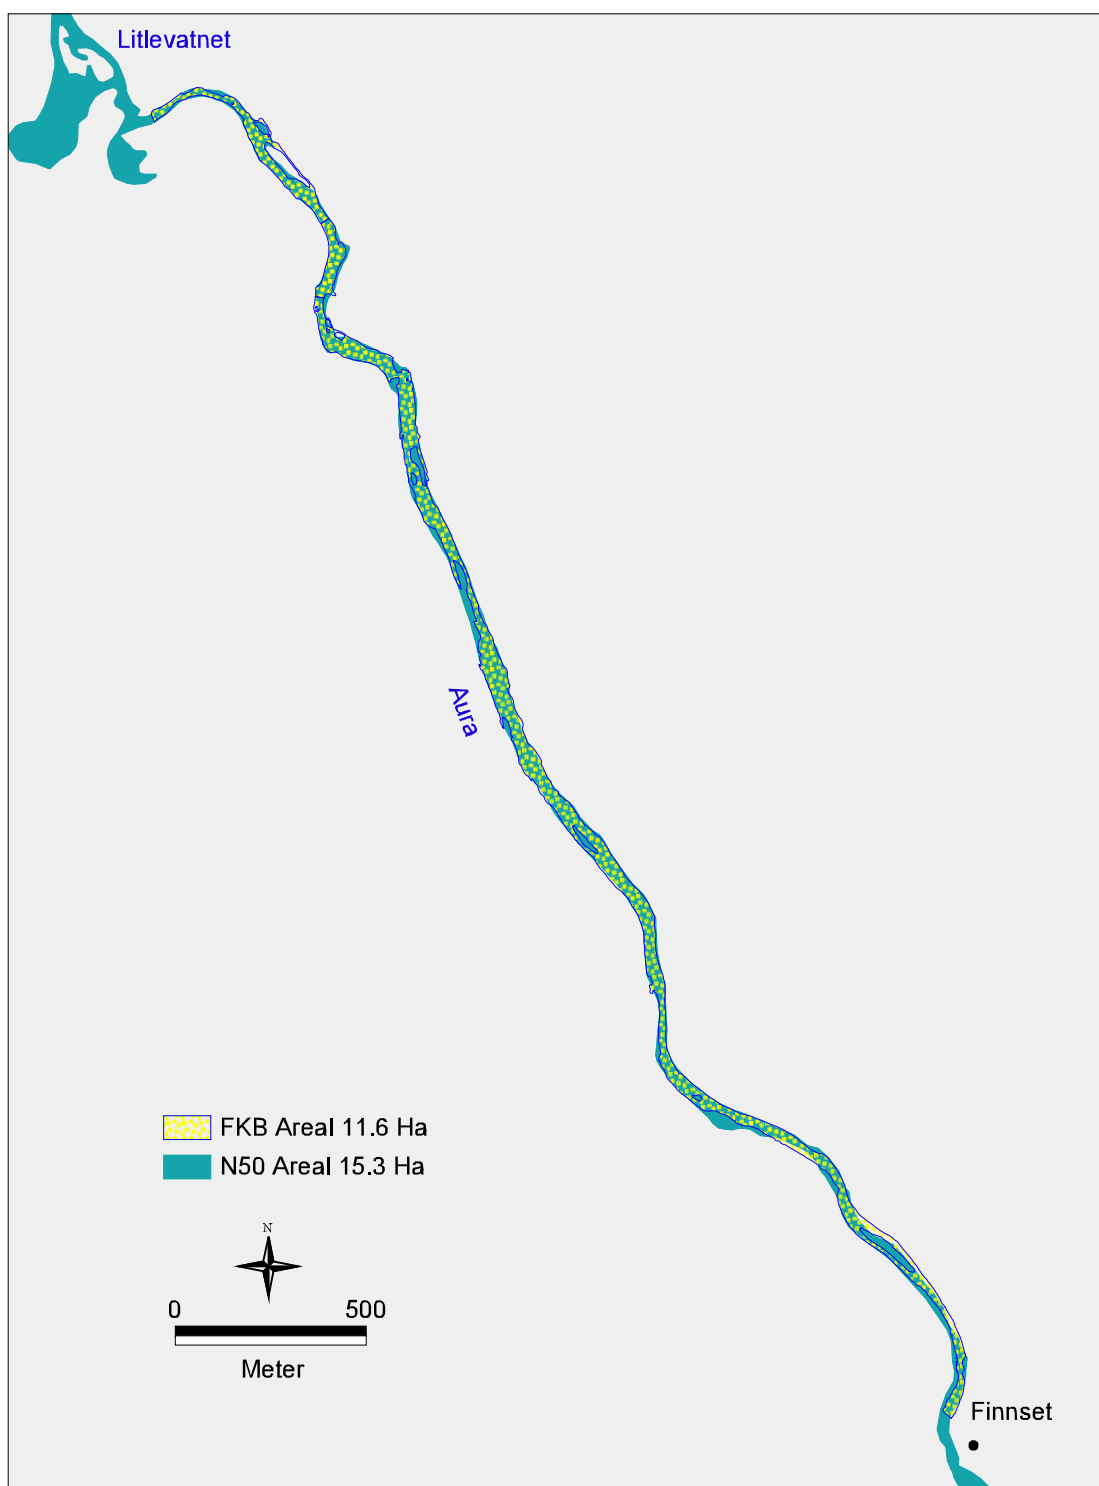 Litlevatnet
Aura
FKB Areal 11.6 Ha
N50 Areal 15.3 Ha
N
0 500
Meter
Finnset